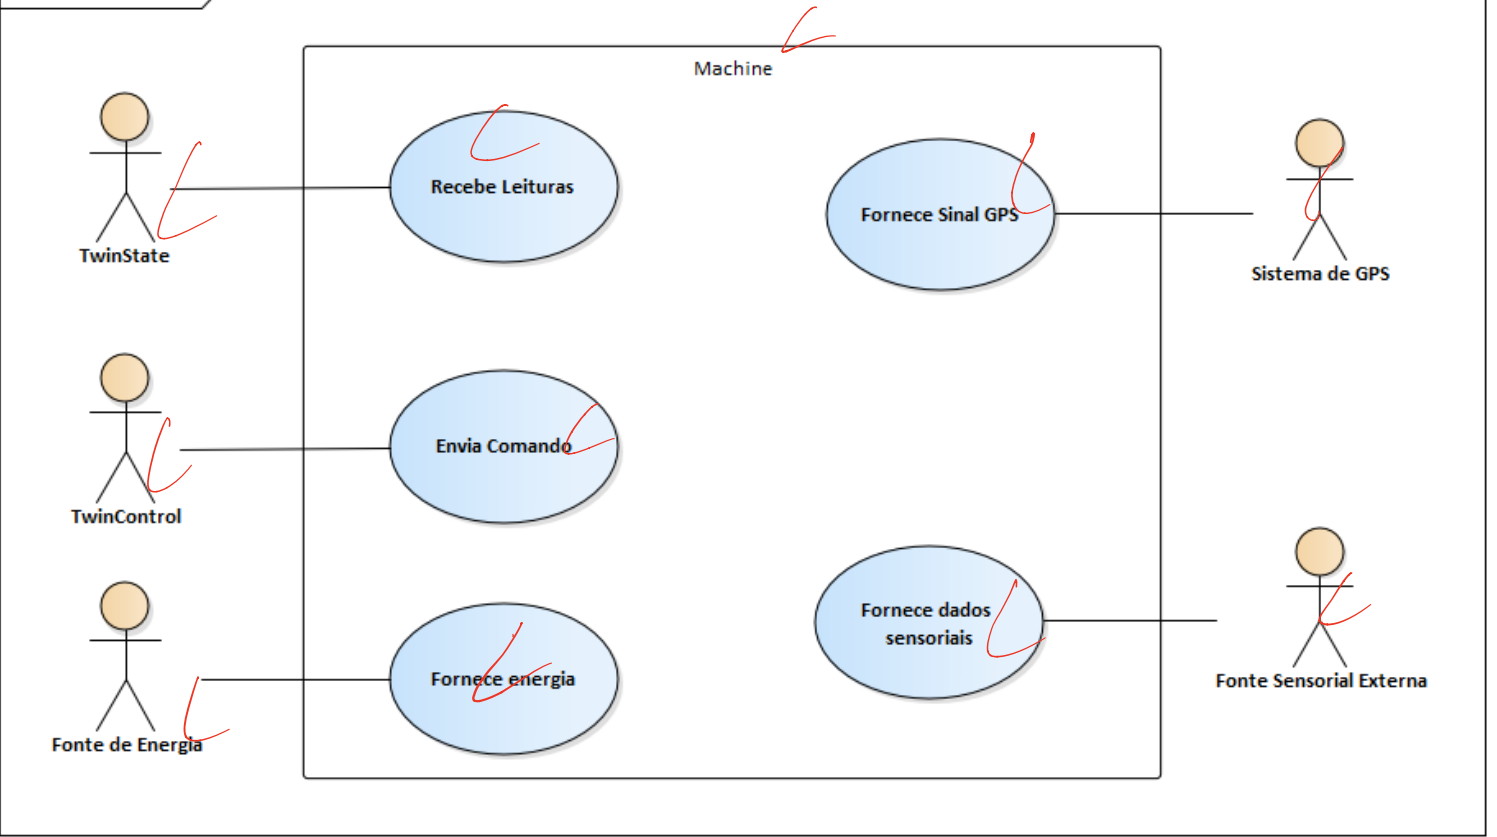 Machine
TwinState
Recebe Leituras
Fornece Sinal GPS
Sistema de GPS
TwinControl
Envia Comando
Fonte de Energia
Fornece energia
Fornece dados
sensoriais
Fonte Sensorial Externa